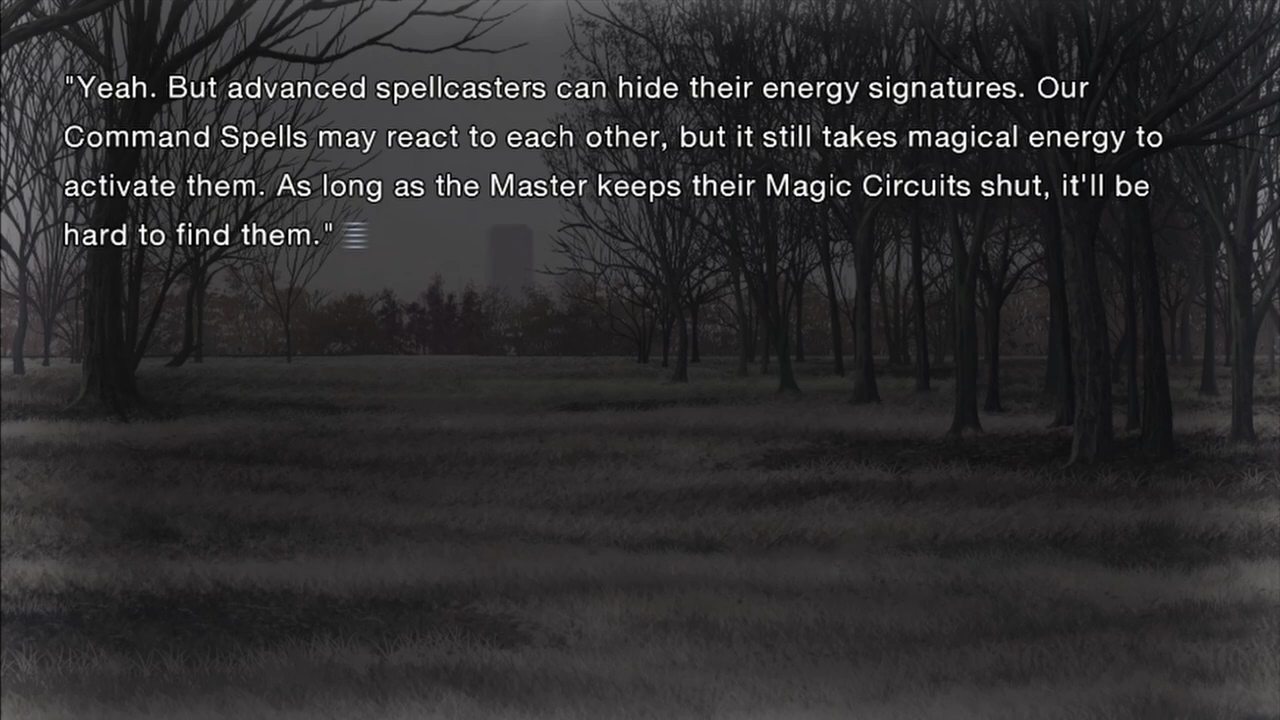 "Yeah. But advanced spellcasters can hide their energy signatures. Our
Command Spells may react to each other, but it still takes magical energy to
activate them. As long as the Master keeps their Magic Circuits shut, it'll be
hard to find them."